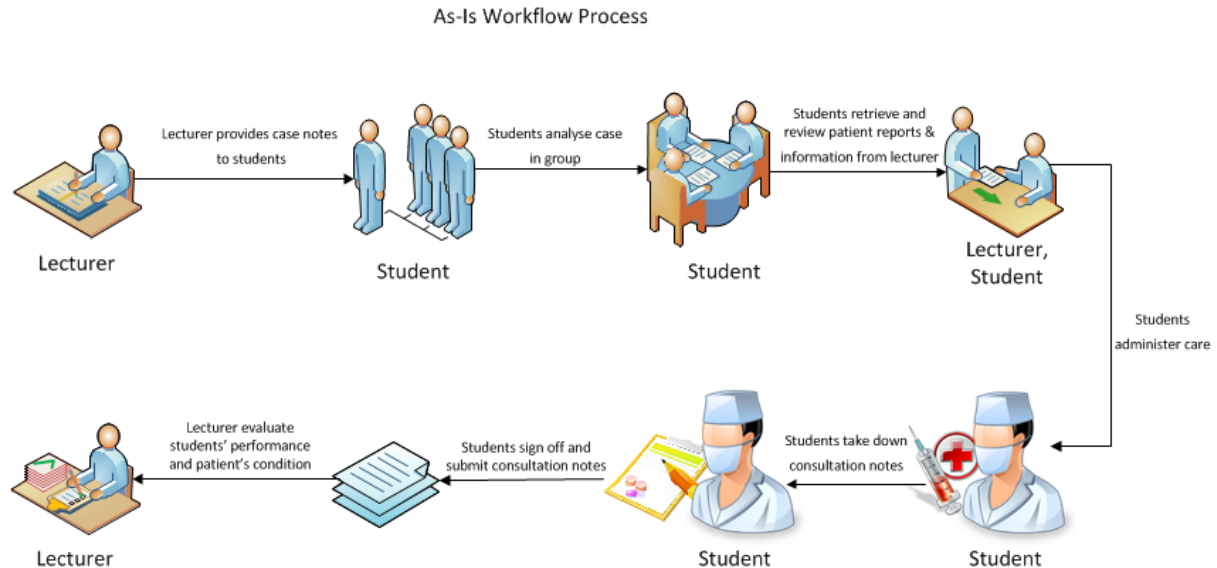 As-Is Workflow Process
Lecturer provides case notes
to students
Students analyse case
in group
Students retrieve and
review patient reports &
information from lecturer
Lecturer
Student
Student
Lecturer,
Student
Students
administer care
Students take down
consultation notes
Students sign off and
submit consultation notes
Lecturer evaluate
students' performance
and patient's condition
Lecturer
Student
Student